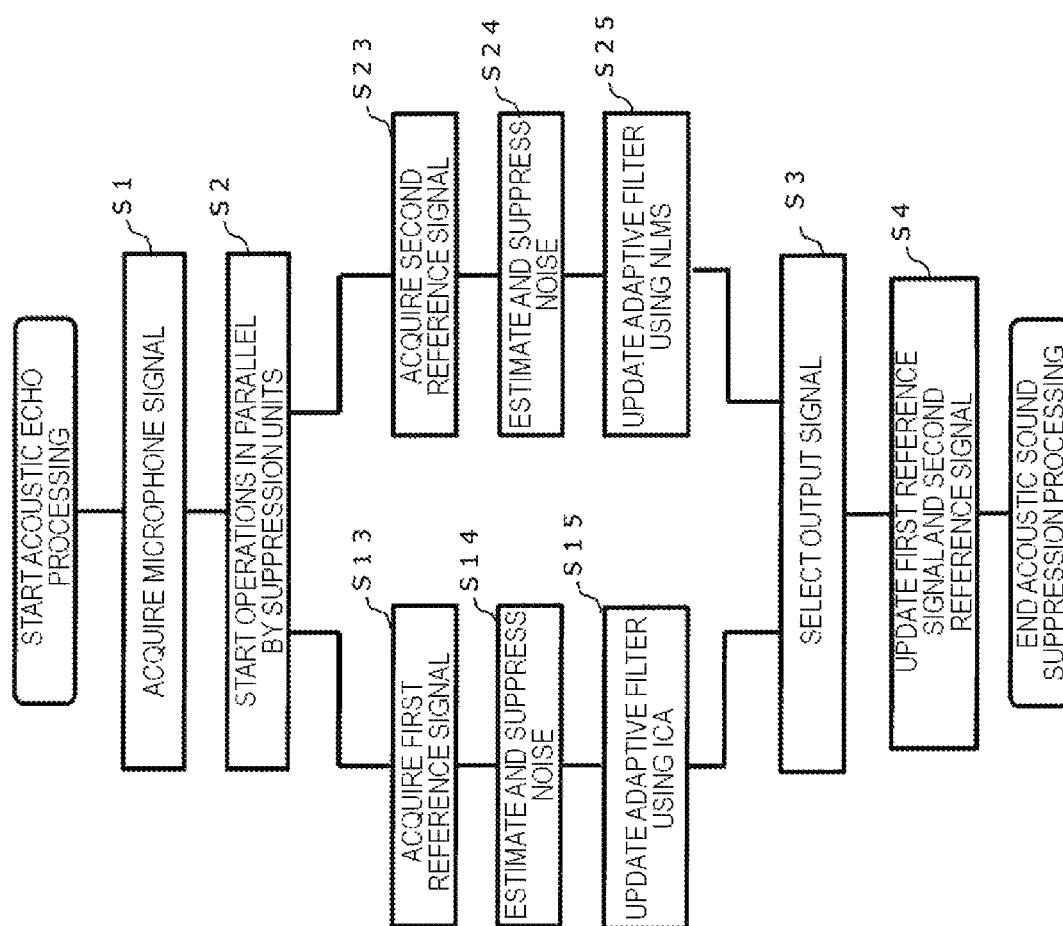 START ACOUSTIC ECHO
PROCESSING
S1
ACQUIRE MICROPHONE SIGNAL
S2
START OPERATIONS IN PARALLEL
BY SUPPRESSION UNITS
S13
ACQUIRE FIRST
REFERENCE SIGNAL
S14
ESTIMATE AND SUPPRESS
NOISE
S15
UPDATE ADAPTIVE FILTER
USING ICA
S23
ACQUIRE SECOND
REFERENCE SIGNAL
S24
ESTIMATE AND SUPPRESS
NOISE
S25
UPDATE ADAPTIVE FILTER
USING NLMS
S3
SELECT OUTPUT SIGNAL
S4
UPDATE FIRST REFERENCE
SIGNAL AND SECOND
REFERENCE SIGNAL
END ACOUSTIC SOUND
SUPPRESSION PROCESSING